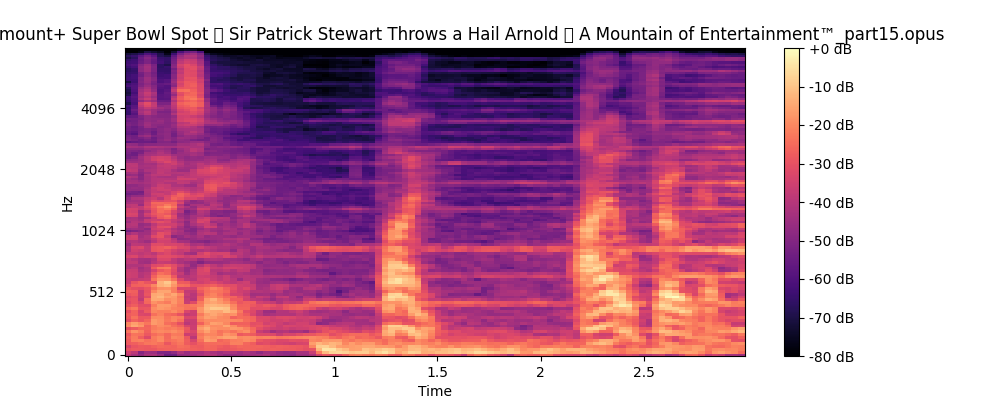 mount+ Super Bowl Spot ▯ Sir Patrick Stewart Throws a Hail Arnold ▯ A Mountain of Entertainment™_part15.opus
+0 dB
-10 dB
-20 dB
-30 dB
-40 dB
-50 dB
-60 dB
-70 dB
-80 dB
4096
2048
1024
512
0
Hz
0
0.5
1
1.5
2
2.5
Time